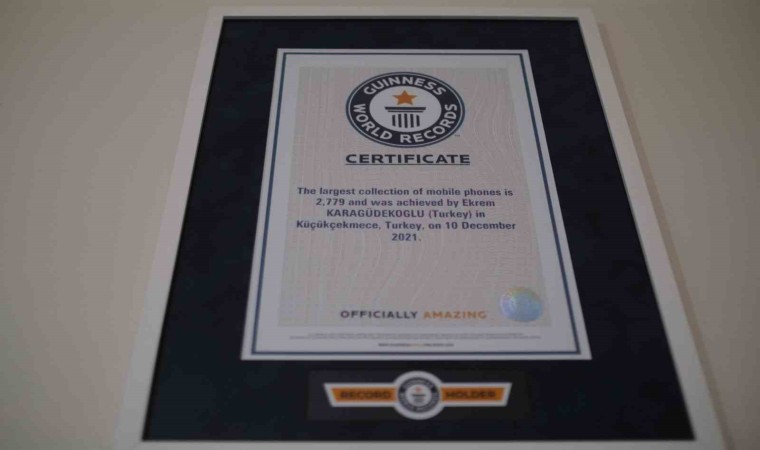 GUINNESS
WORLD RECORDS
CERTIFICATE
The largest collection of mobile phones is
2,779 and was achieved by Ekrem
KARAGÜDEKOGLU (Turkey) in
Küçükçekmece, Turkey, on 10 December
2021.
OFFICIALLY AMAZING
RECORD HOLDER